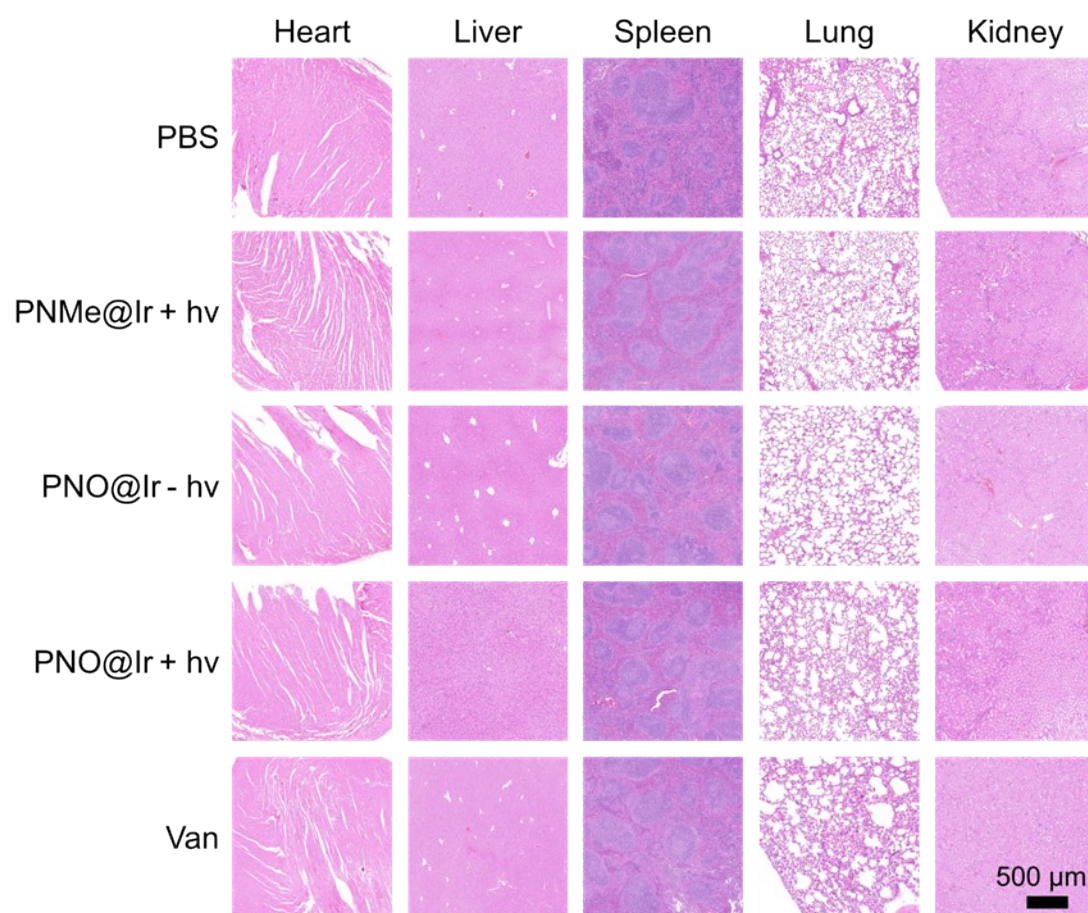 Heart Liver Spleen Lung Kidney
PBS
PNMe@Ir + hv
PNO@Ir - hv
PNO@Ir + hv
Van
500 μm